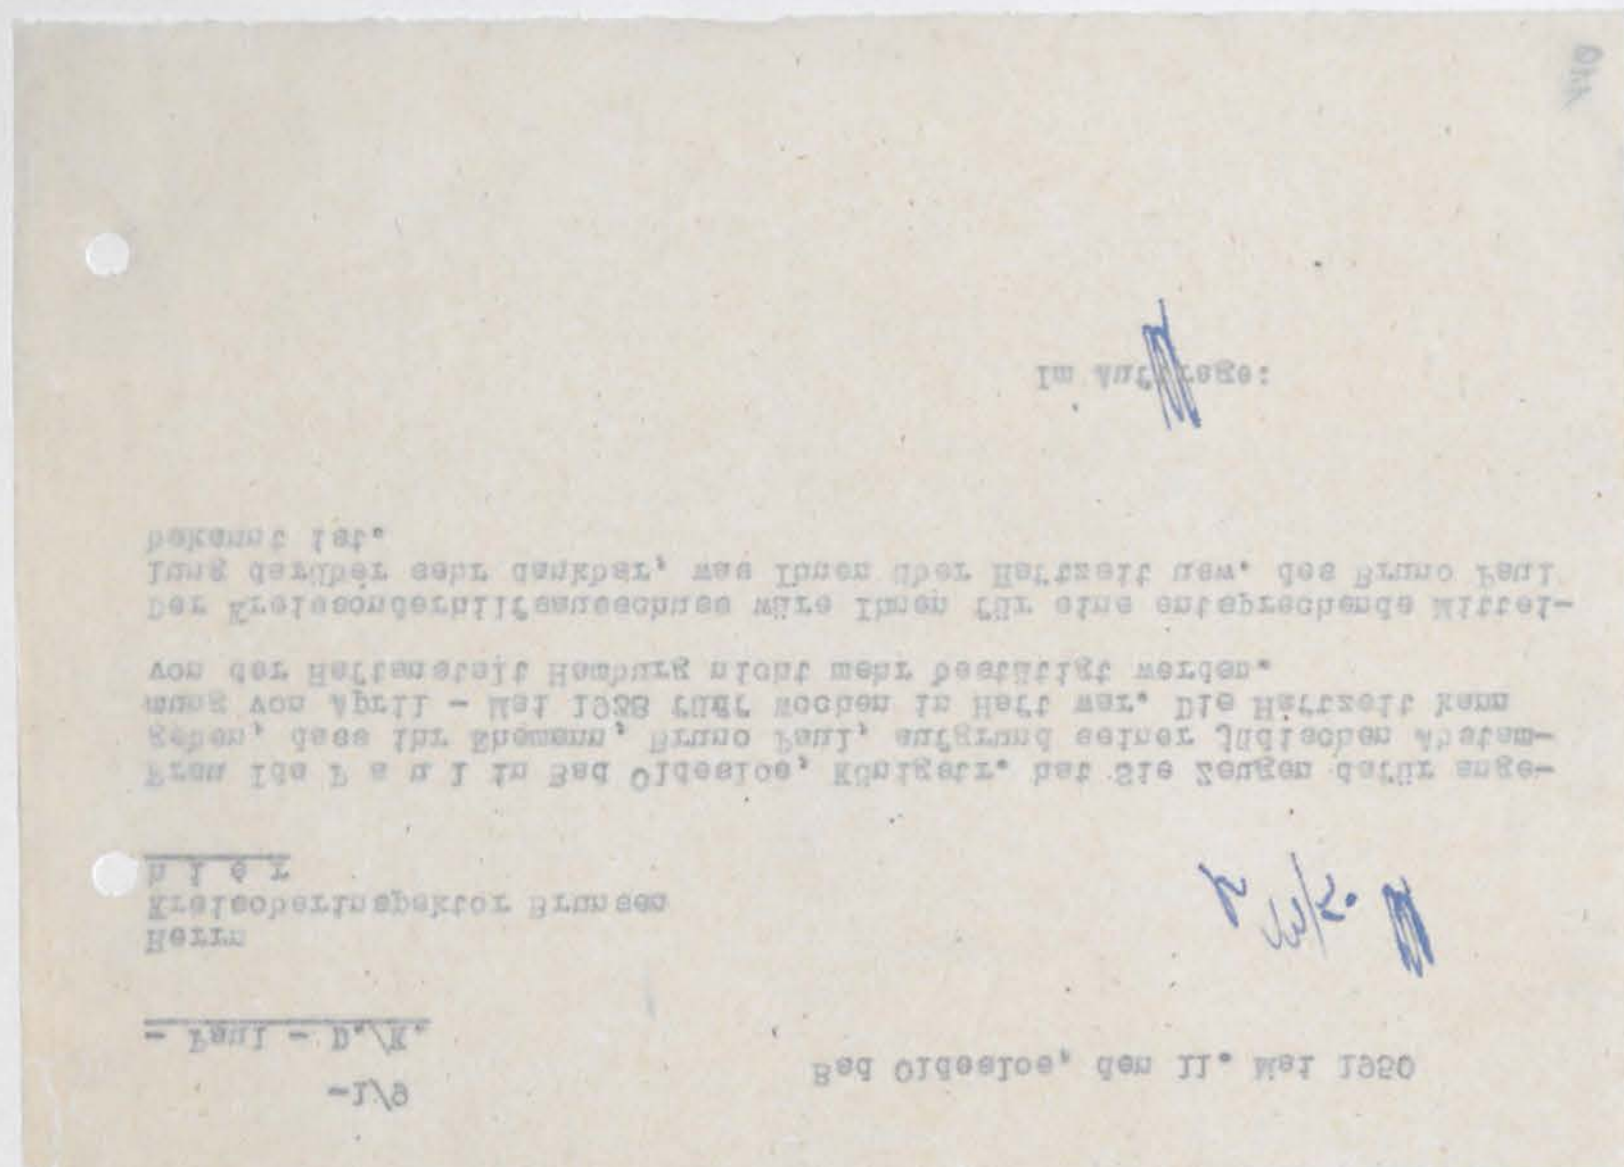 -1/9
Bad Oldesloe, den 11. Mai 1950
- Paul - D./K.
Herrn
Kreisoberinspektor Brunsen
h i e r
Frau Ida P a u l in Bad Oldesloe, Königstr. hat Sie Zeugen dafür ange-
geben, dass ihr Ehemann, Bruno Paul, aufgrund seiner jüdischen Abstam-
mung von April - Mai 1938 fünf Wochen in Haft war. Die Haftzeit kann
von der Haftanstalt Hamburg nicht mehr bestätigt werden.
Der Kreissonderhilfsausschuss wäre Ihnen für eine entsprechende Mittei-
lung darüber sehr dankbar, was Ihnen über Haftzeit usw. des Bruno Paul
bekannt ist.
Im Auftrage: